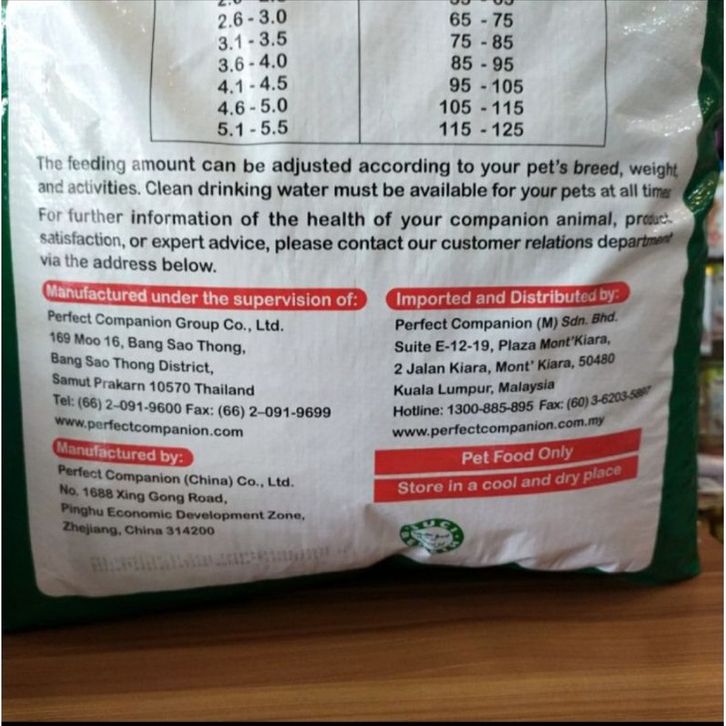 2.6 - 3.0 65 - 75
3.1 - 3.5 75 - 85
3.6 - 4.0 85 - 95
4.1 - 4.5 95 - 105
4.6 - 5.0 105 - 115
5.1 - 5.5 115 - 125
The feeding amount can be adjusted according to your pet's breed, weight
and activities. Clean drinking water must be available for your pets at all times
For further information of the health of your companion animal, product
satisfaction, or expert advice, please contact our customer relations department
via the address below.
Manufactured under the supervision of:
Perfect Companion Group Co., Ltd.
169 Moo 16, Bang Sao Thong,
Bang Sao Thong District,
Samut Prakarn 10570 Thailand
Tel: (66) 2-091-9600 Fax: (66) 2-091-9699
www.perfectcompanion.com
Manufactured by:
Perfect Companion (China) Co., Ltd.
No. 1688 Xing Gong Road,
Pinghu Economic Development Zone,
Zhejiang, China 314200
Imported and Distributed by:
Perfect Companion (M) Sdn. Bhd.
Suite E-12-19, Plaza Mont'Kiara,
2 Jalan Kiara, Mont' Kiara, 50480
Kuala Lumpur, Malaysia
Hotline: 1300-885-895 Fax: (60) 3-6203-5887
www.perfectcompanion.com.my
Pet Food Only
Store in a cool and dry place